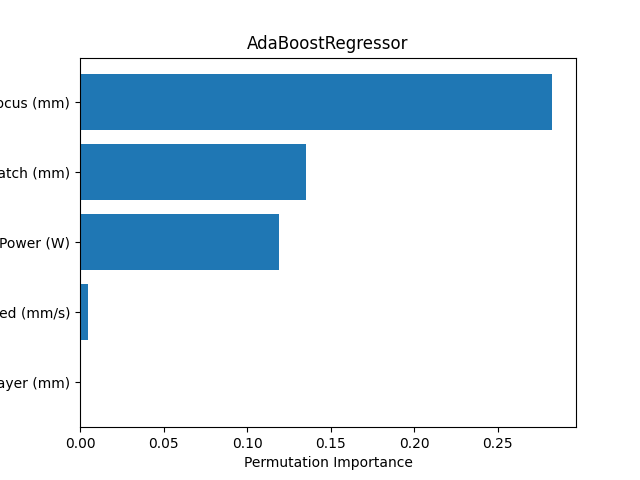 AdaBoostRegressor
ocus (mm)
atch (mm)
Power (W)
ed (mm/s)
ayer (mm)
0.00 0.05 0.10 0.15 0.20 0.25
Permutation Importance